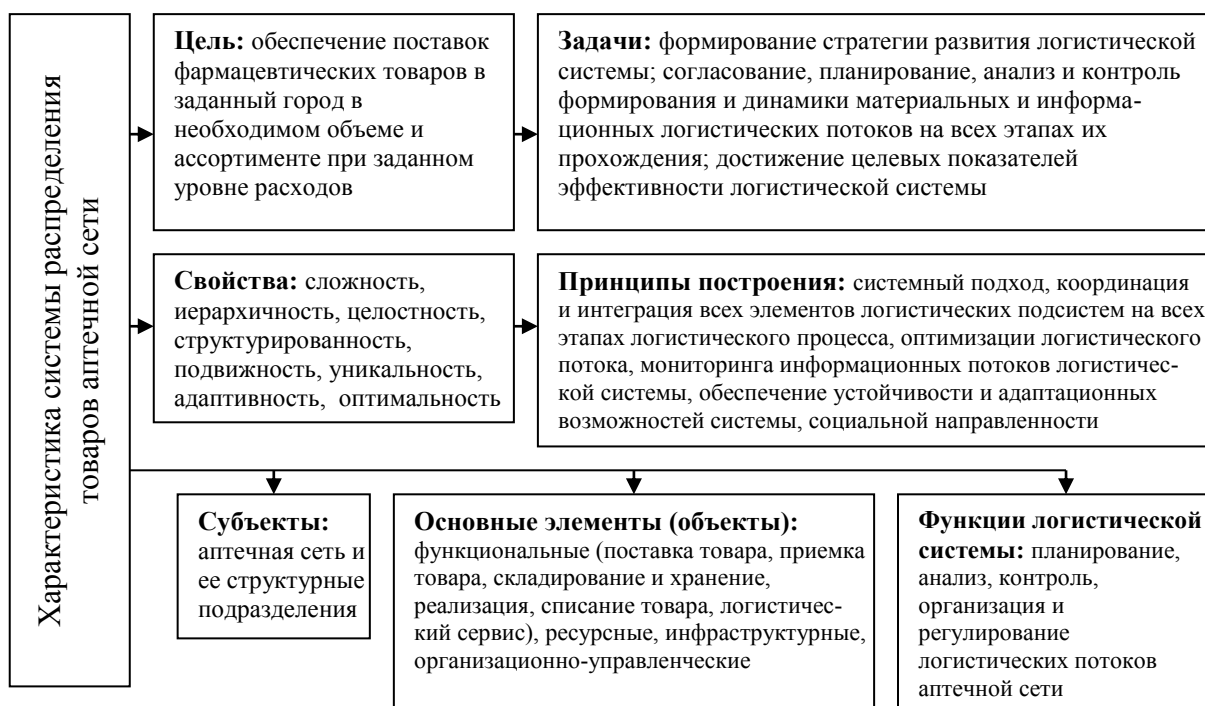 Характеристика системы распределения
товаров аптечной сети
Цель: обеспечение поставок
фармацевтических товаров в
заданный город в
необходимом объеме и
ассортименте при заданном
уровне расходов
Задачи: формирование стратегии развития логистической
системы; согласование, планирование, анализ и контроль
формирования и динамики материальных и информа-
ционных логистических потоков на всех этапах их
прохождения; достижение целевых показателей
эффективности логистической системы
Свойства: сложность,
иерархичность, целостность,
структурированность,
подвижность, уникальность,
адаптивность, оптимальность
Принципы построения: системный подход, координация
и интеграция всех элементов логистических подсистем на всех
этапах логистического процесса, оптимизации логистического
потока, мониторинга информационных потоков логистичес-
кой системы, обеспечение устойчивости и адаптационных
возможностей системы, социальной направленности
Субъекты:
аптечная сеть и
ее структурные
подразделения
Основные элементы (объекты):
функциональные (поставка товара, приемка
товара, складирование и хранение,
реализация, списание товара, логистичес-
кий сервис), ресурсные, инфраструктурные,
организационно-управленческие
Функции логистической
системы: планирование,
анализ, контроль,
организация и
регулирование
логистических потоков
аптечной сети